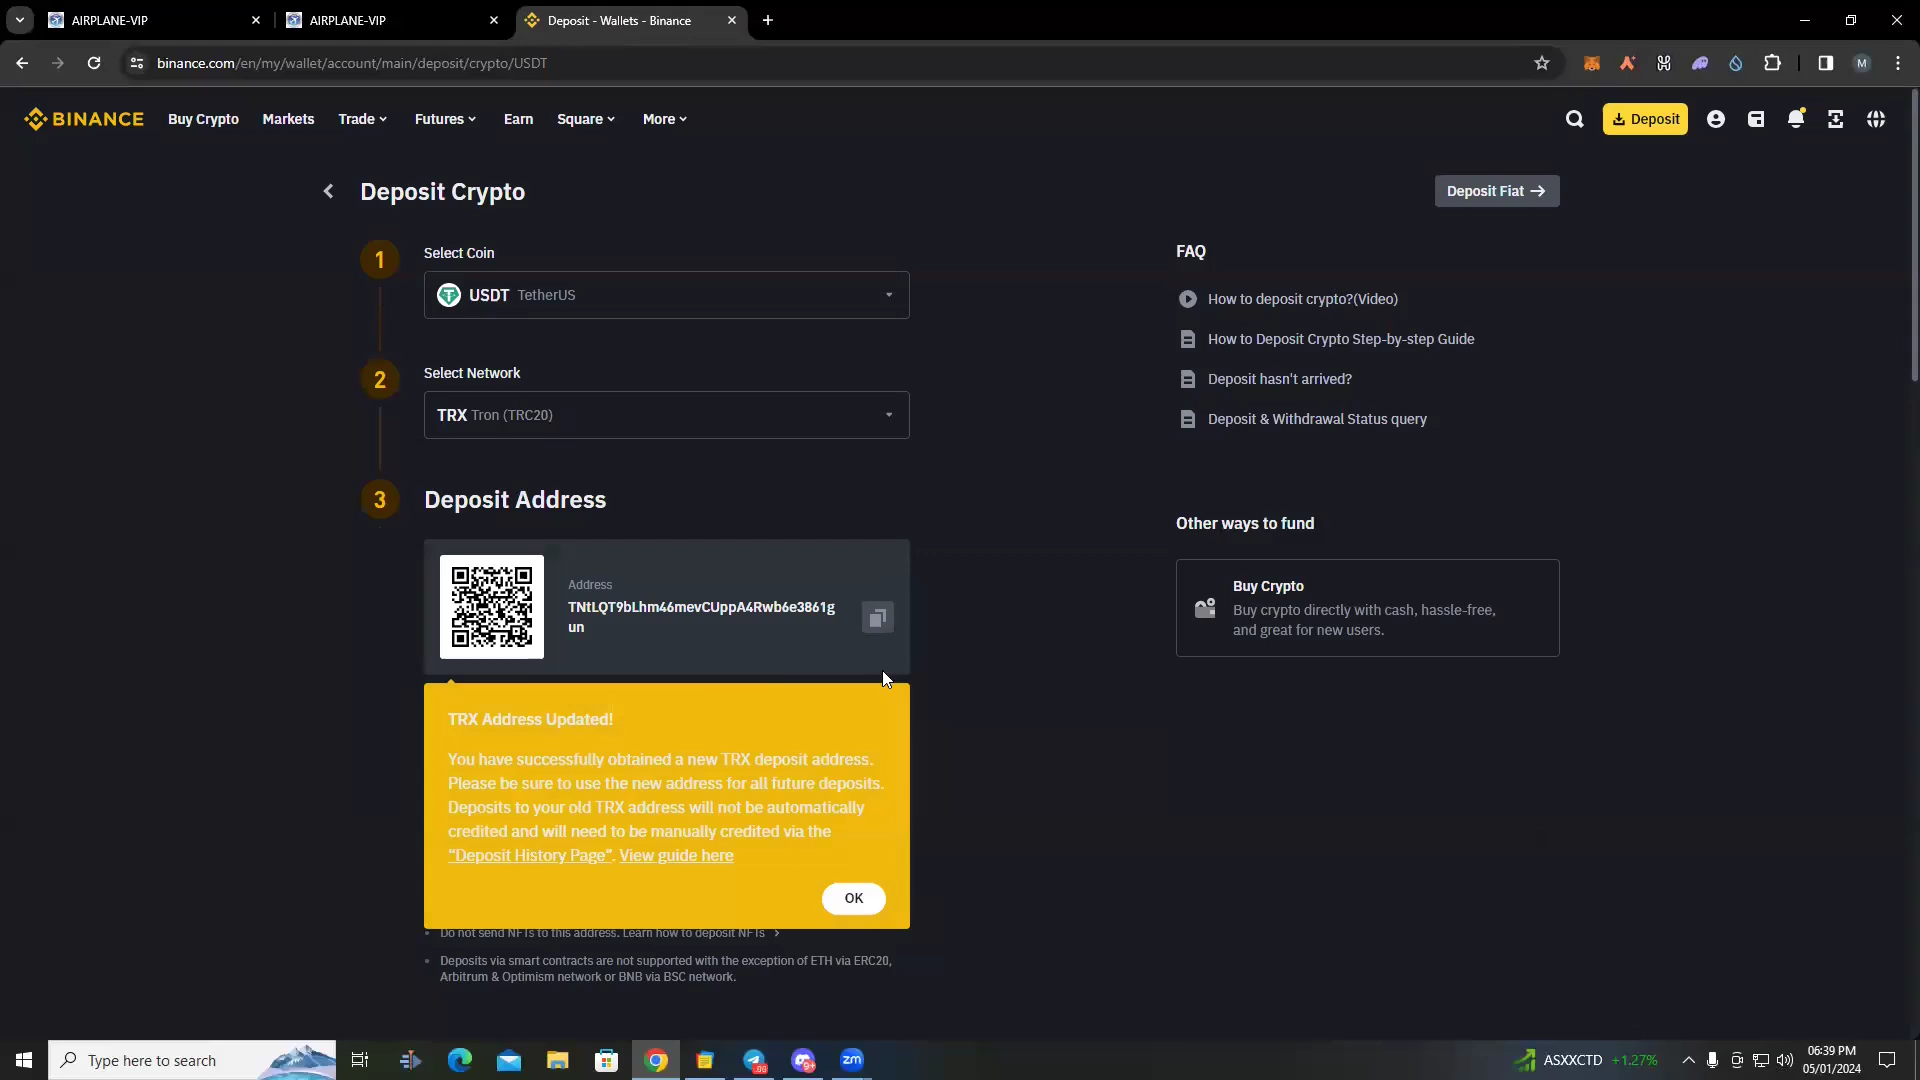 AIRPLANE-VIP
AIRPLANE-VIP
Deposit - Wallets - Binance
binance.com/en/my/wallet/account/main/deposit/crypto/USDT
M
BINANCE
Buy Crypto
Markets
Trade
Futures
Earn
Square
More
Deposit
Deposit Crypto
Deposit Fiat
1
Select Coin
USDT TetherUS
2
Select Network
TRX Tron (TRC20)
3
Deposit Address
Address
TNtLQT9bLhm46mevCUppA4Rwb6e3861g
un
TRX Address Updated!
You have successfully obtained a new TRX deposit address.
Please be sure to use the new address for all future deposits.
Deposits to your old TRX address will not be automatically
credited and will need to be manually credited via the
"Deposit History Page". View guide here
OK
Do not send NFTs to this address. Learn how to deposit NFTs
Deposits via smart contracts are not supported with the exception of ETH via ERC20,
Arbitrum & Optimism network or BNB via BSC network.
FAQ
How to deposit crypto?(Video)
How to Deposit Crypto Step-by-step Guide
Deposit hasn't arrived?
Deposit & Withdrawal Status query
Other ways to fund
Buy Crypto
Buy crypto directly with cash, hassle-free,
and great for new users.
Type here to search
zm
ASXXCTD +1.27%
06:39 PM
05/01/2024